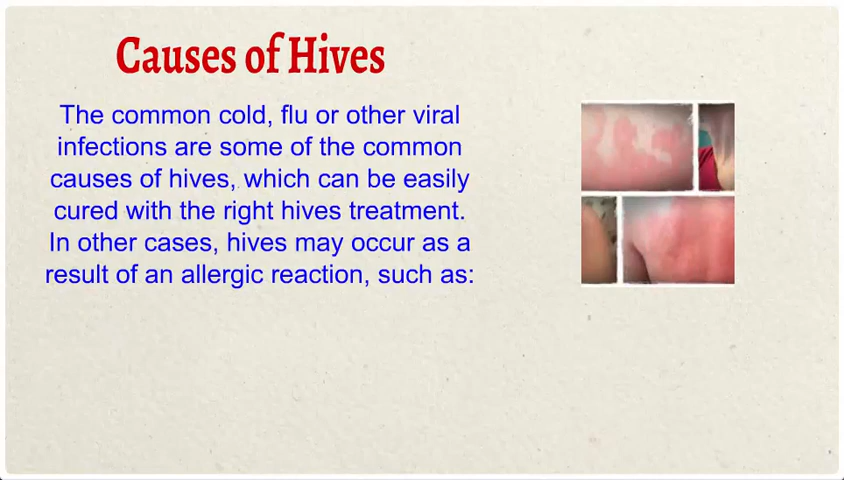 Causes of Hives
The common cold, flu or other viral
infections are some of the common
causes of hives, which can be easily
cured with the right hives treatment.
In other cases, hives may occur as a
result of an allergic reaction, such as: